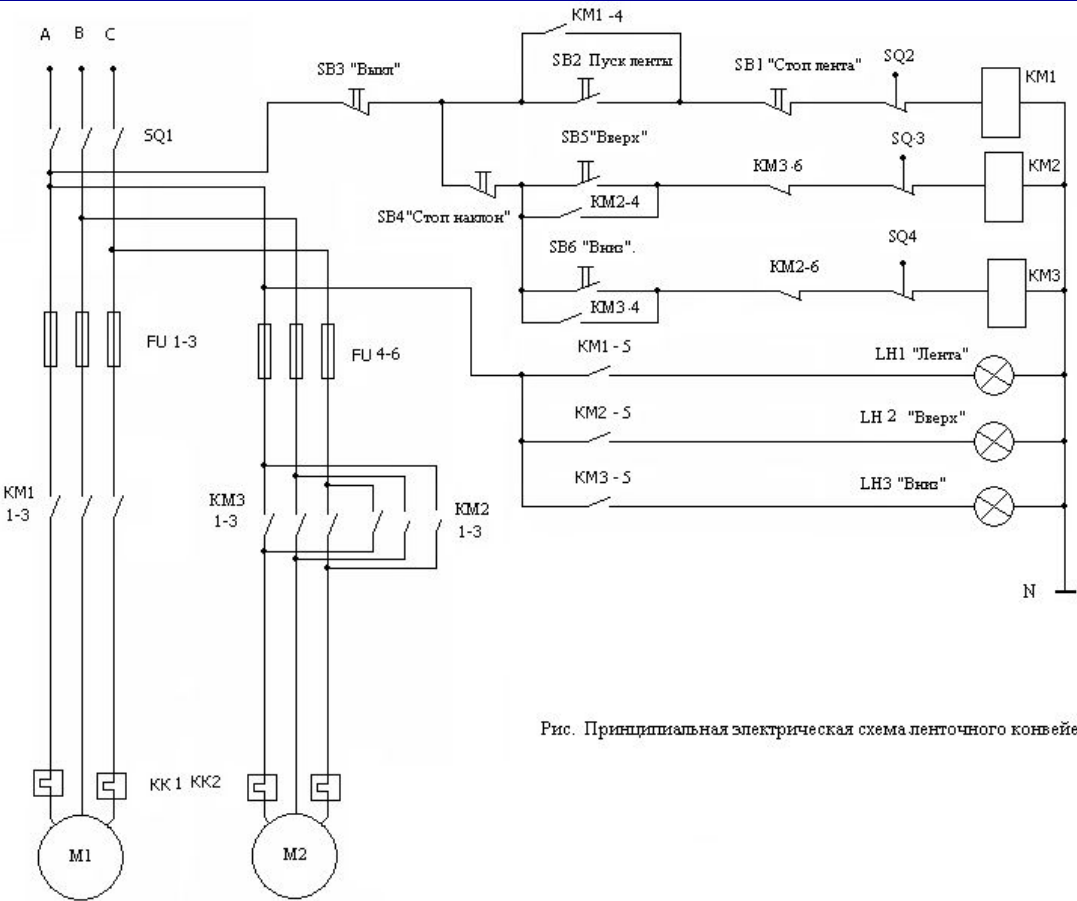 A B C
KM1 -4
SB3 "Выкл"
SB2 Пуск ленты
SB1 "Стоп лента"
SQ2
KM1
SQ1
SB5"Вверх"
KM3-6
SQ-3
KM2
KM2-4
SB4"Стоп наклон"
SB6 "Вниз".
KM2-6
SQ4
KM3
KM3-4
FU 1-3
FU 4-6
KM1 - 5
LH1 "Лента"
KM2 - 5
LH 2 "Вверх"
KM3 - 5
LH3 "Вниз"
KM1
1-3
KM3
1-3
KM2
1-3
N
Рис. Принципиальная электрическая схема ленточного конвейе
KK 1 KK2
M1
M2